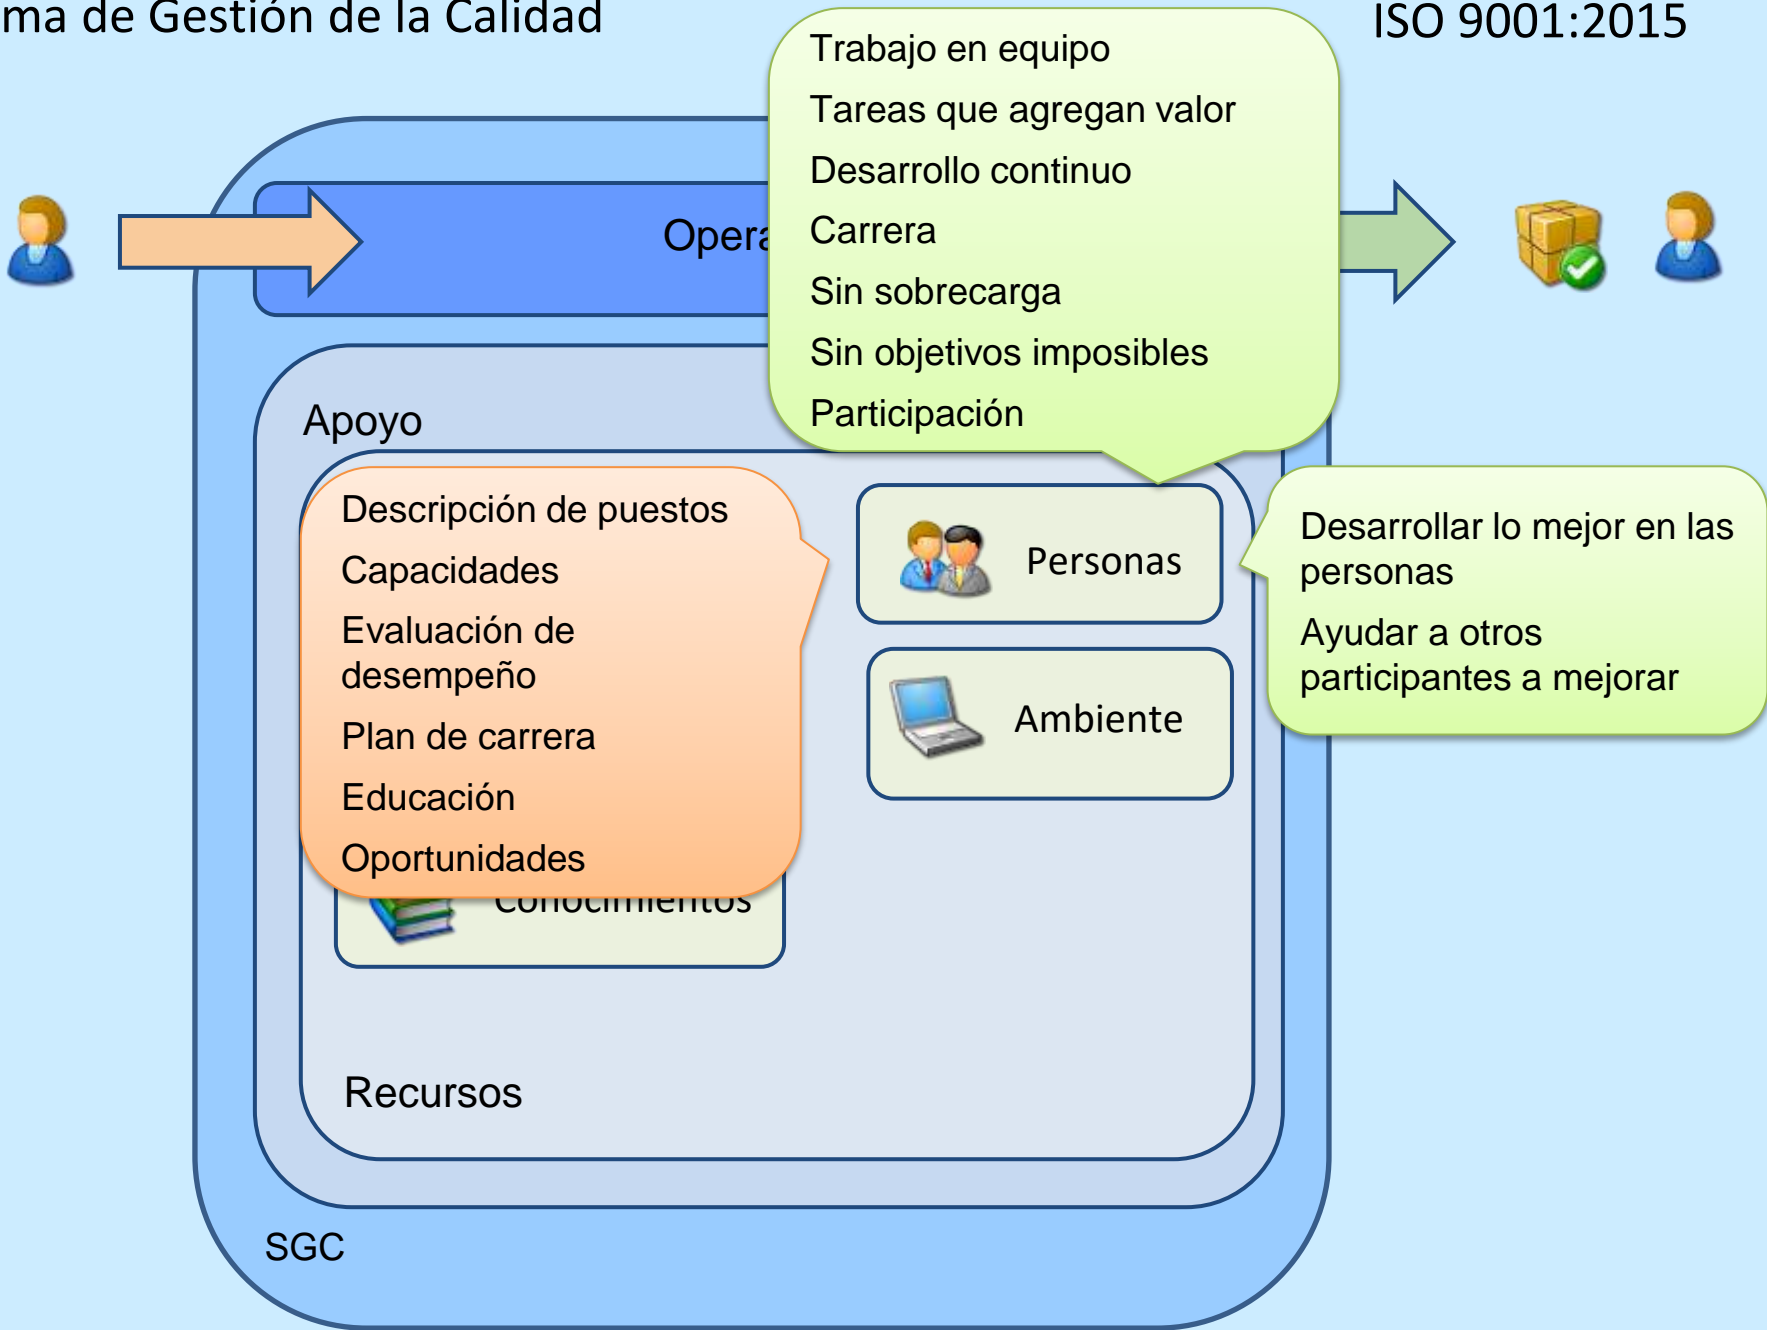 ma de Gestión de la Calidad
ISO 9001:2015
Trabajo en equipo
Tareas que agregan valor
Desarrollo continuo
Carrera
Sin sobrecarga
Sin objetivos imposibles
Participación
Opera
Apoyo
Descripción de puestos
Capacidades
Evaluación de
desempeño
Plan de carrera
Educación
Oportunidades
Personas
Desarrollar lo mejor en las
personas
Ayudar a otros
participantes a mejorar
Ambiente
Conocimientos
Recursos
SGC